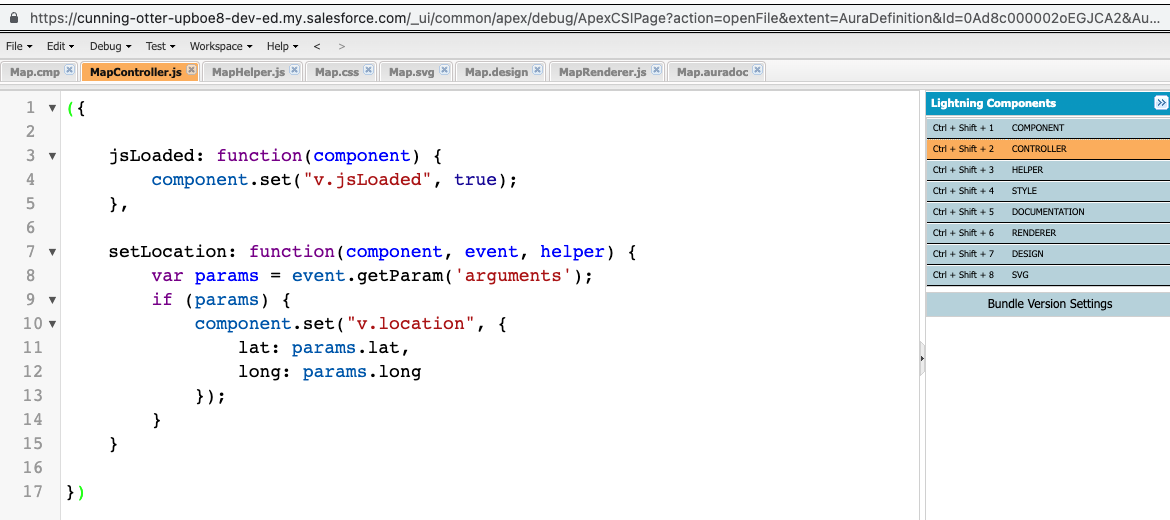 https://cunning-otter-upboe8-dev-ed.my.salesforce.com/_ui/common/apex/debug/ApexCSIPage?action=openFile&extent=AuraDefinition&Id=0Ad8c000002oEGJCA2&Au...
File Edit Debug Test Workspace Help < >
Map.cmp MapController.js MapHelper.js Map.css Map.svg Map.design MapRenderer.js Map.auradoc
1 ({
2
3 jsLoaded: function(component) {
4 component.set("v.jsLoaded", true);
5 },
6
7 setLocation: function(component, event, helper) {
8 var params = event.getParam('arguments');
9 if (params) {
10 component.set("v.location", {
11 lat: params.lat,
12 long: params.long
13 });
14 }
15 }
16
17 })
Lightning Components
Ctrl + Shift + 1 COMPONENT
Ctrl + Shift + 2 CONTROLLER
Ctrl + Shift + 3 HELPER
Ctrl + Shift + 4 STYLE
Ctrl + Shift + 5 DOCUMENTATION
Ctrl + Shift + 6 RENDERER
Ctrl + Shift + 7 DESIGN
Ctrl + Shift + 8 SVG
Bundle Version Settings